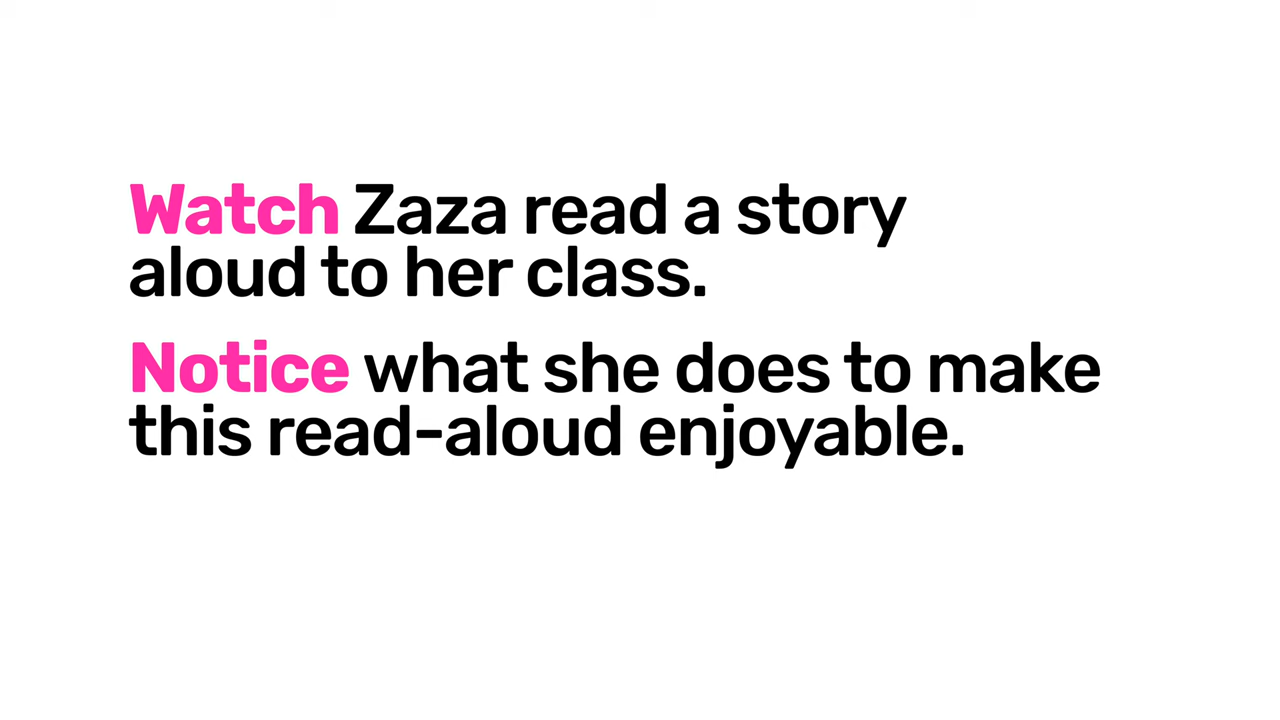 Watch Zaza read a story
aloud to her class.
Notice what she does to make
this read-aloud enjoyable.